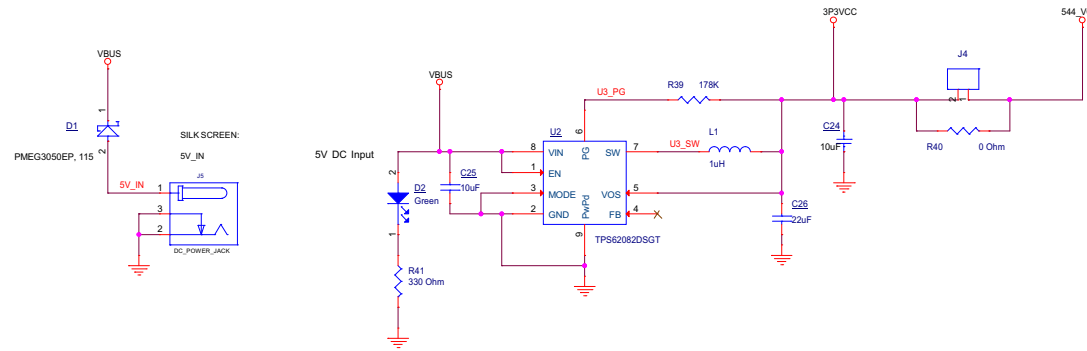 3P3VCC
544_V
VBUS
J4
2
1
VBUS
U3_PG
R39
178K
1
D1
SILK SCREEN:
U2
6
L1
C24
R40
0 Ohm
PMEG3050EP, 115
2
5V_IN
5V DC Input
8
VIN
PG
SW
7
U3_SW
10uF
1
EN
1uH
5V_IN
J5
1
2
D2
Green
C25
10uF
3
MODE
VOS
5
3
2
GND
PwPd
FB
4
C26
22uF
2
DC_POWER_JACK
1
9
TPS62082DSGT
R41
330 Ohm